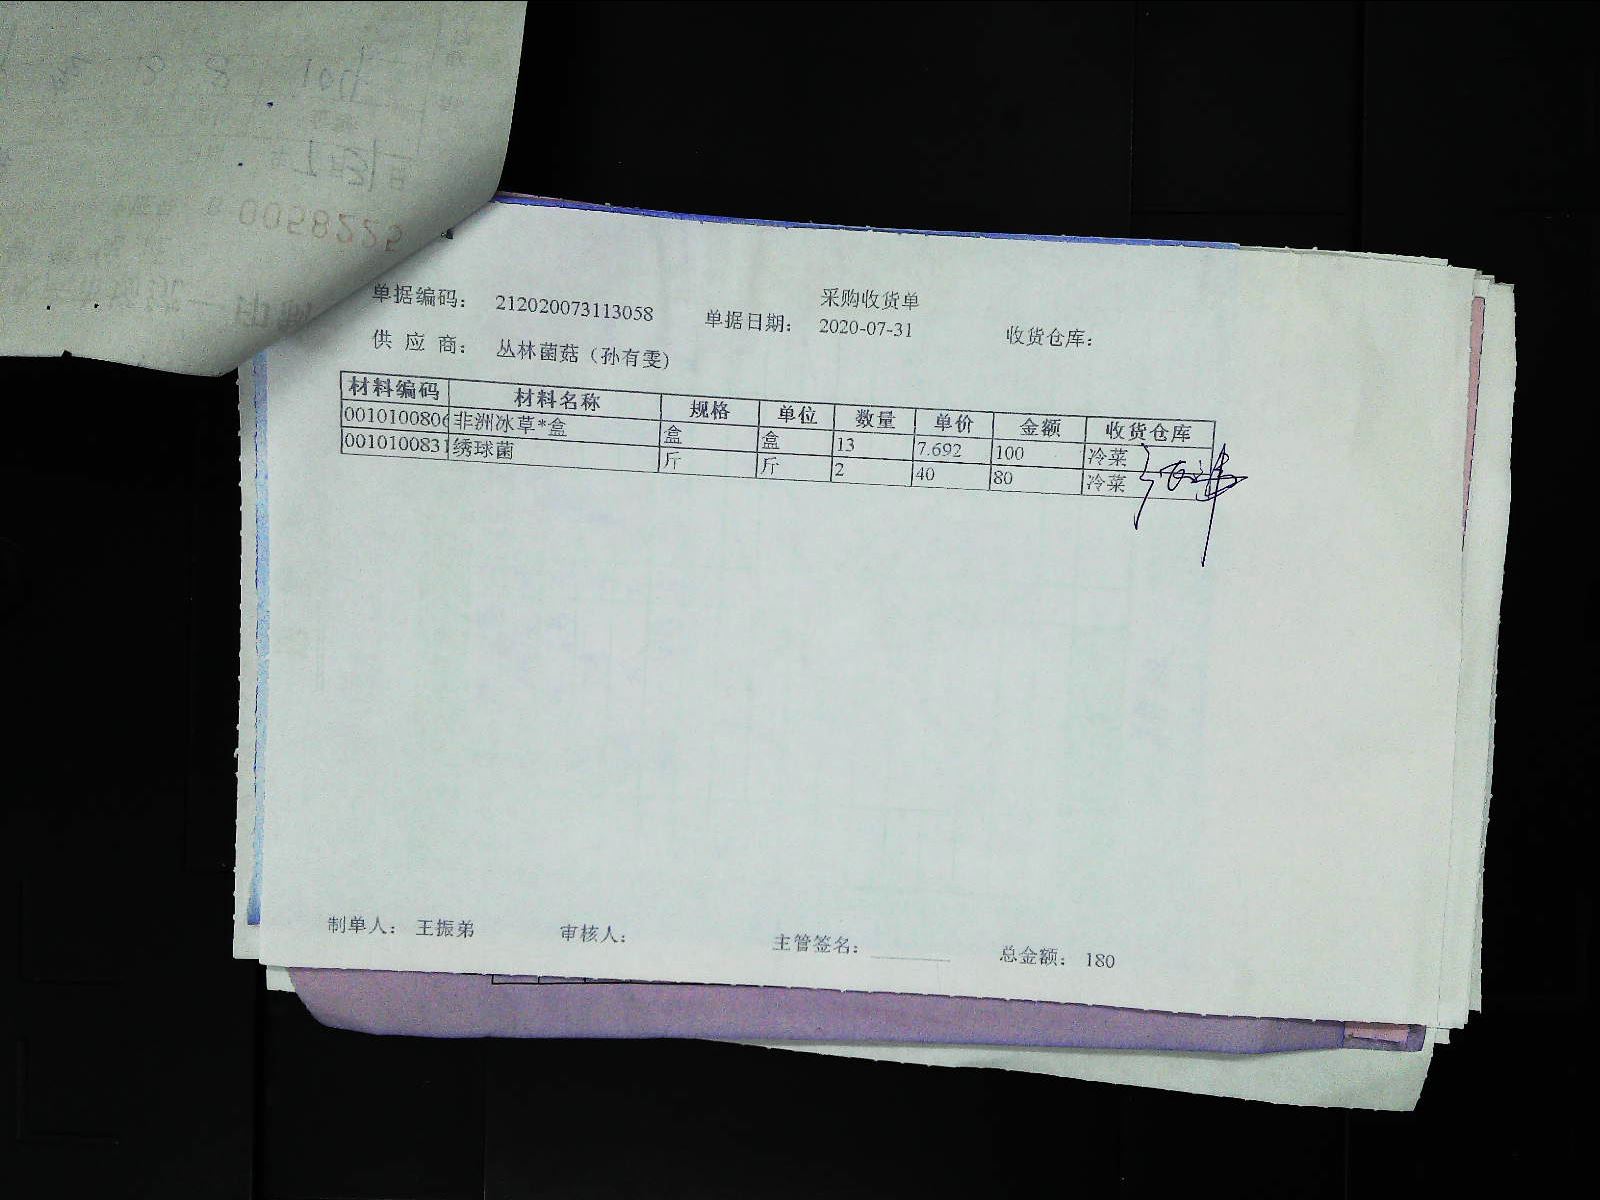 采购收货单
单据编码： 212020073113058 单据日期： 2020-07-31 收货仓库：
供 应 商： 丛林菌菇（孙有雯）
材料编码 材料名称 规格 单位 数量 单价 金额 收货仓库
0010100806 非洲冰草*盒 盒 盒 13 7.692 100 冷菜
0010100831 绣球菌 斤 斤 2 40 80 冷菜
制单人： 王振弟 审核人： 主管签名： 总金额： 180
0058225